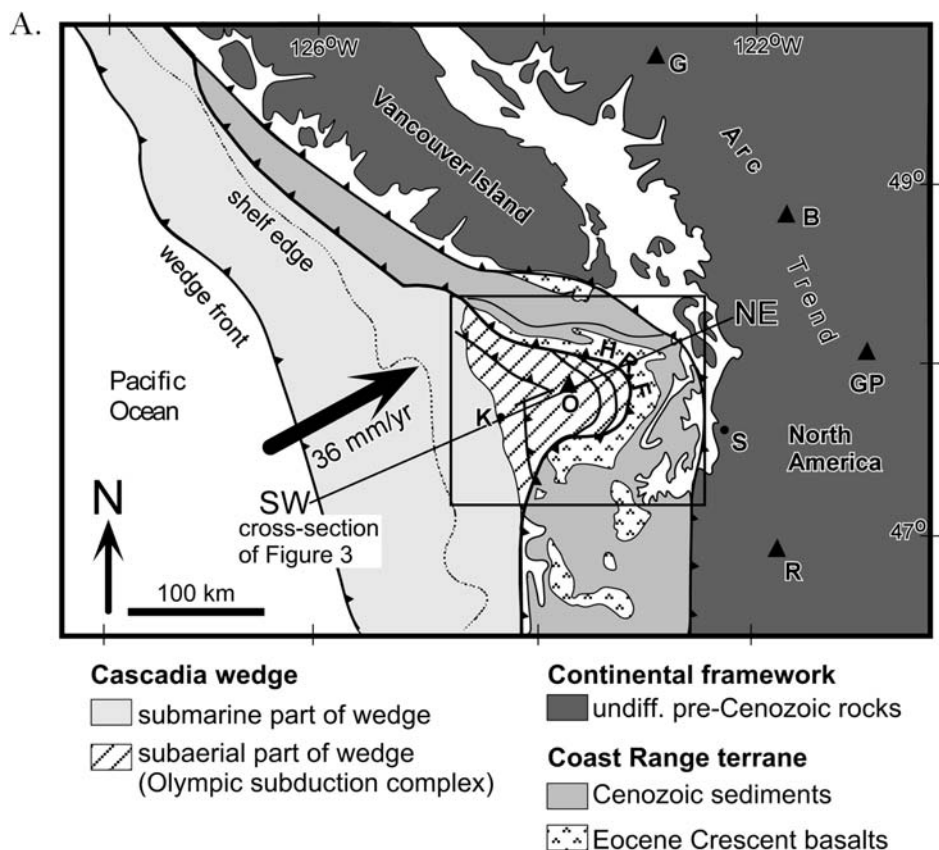 A.
126°W
122°W
G
Vancouver Island
Arc
Trend
49°
B
shelf edge
wedge front
NE
Pacific
Ocean
H
R
F
GP
O
K
36 mm/yr
S
North
America
SW
cross-section
of Figure 3
N
47°
R
100 km
Cascadia wedge
submarine part of wedge
subaerial part of wedge
(Olympic subduction complex)
Continental framework
undiff. pre-Cenozoic rocks
Coast Range terrane
Cenozoic sediments
Eocene Crescent basalts